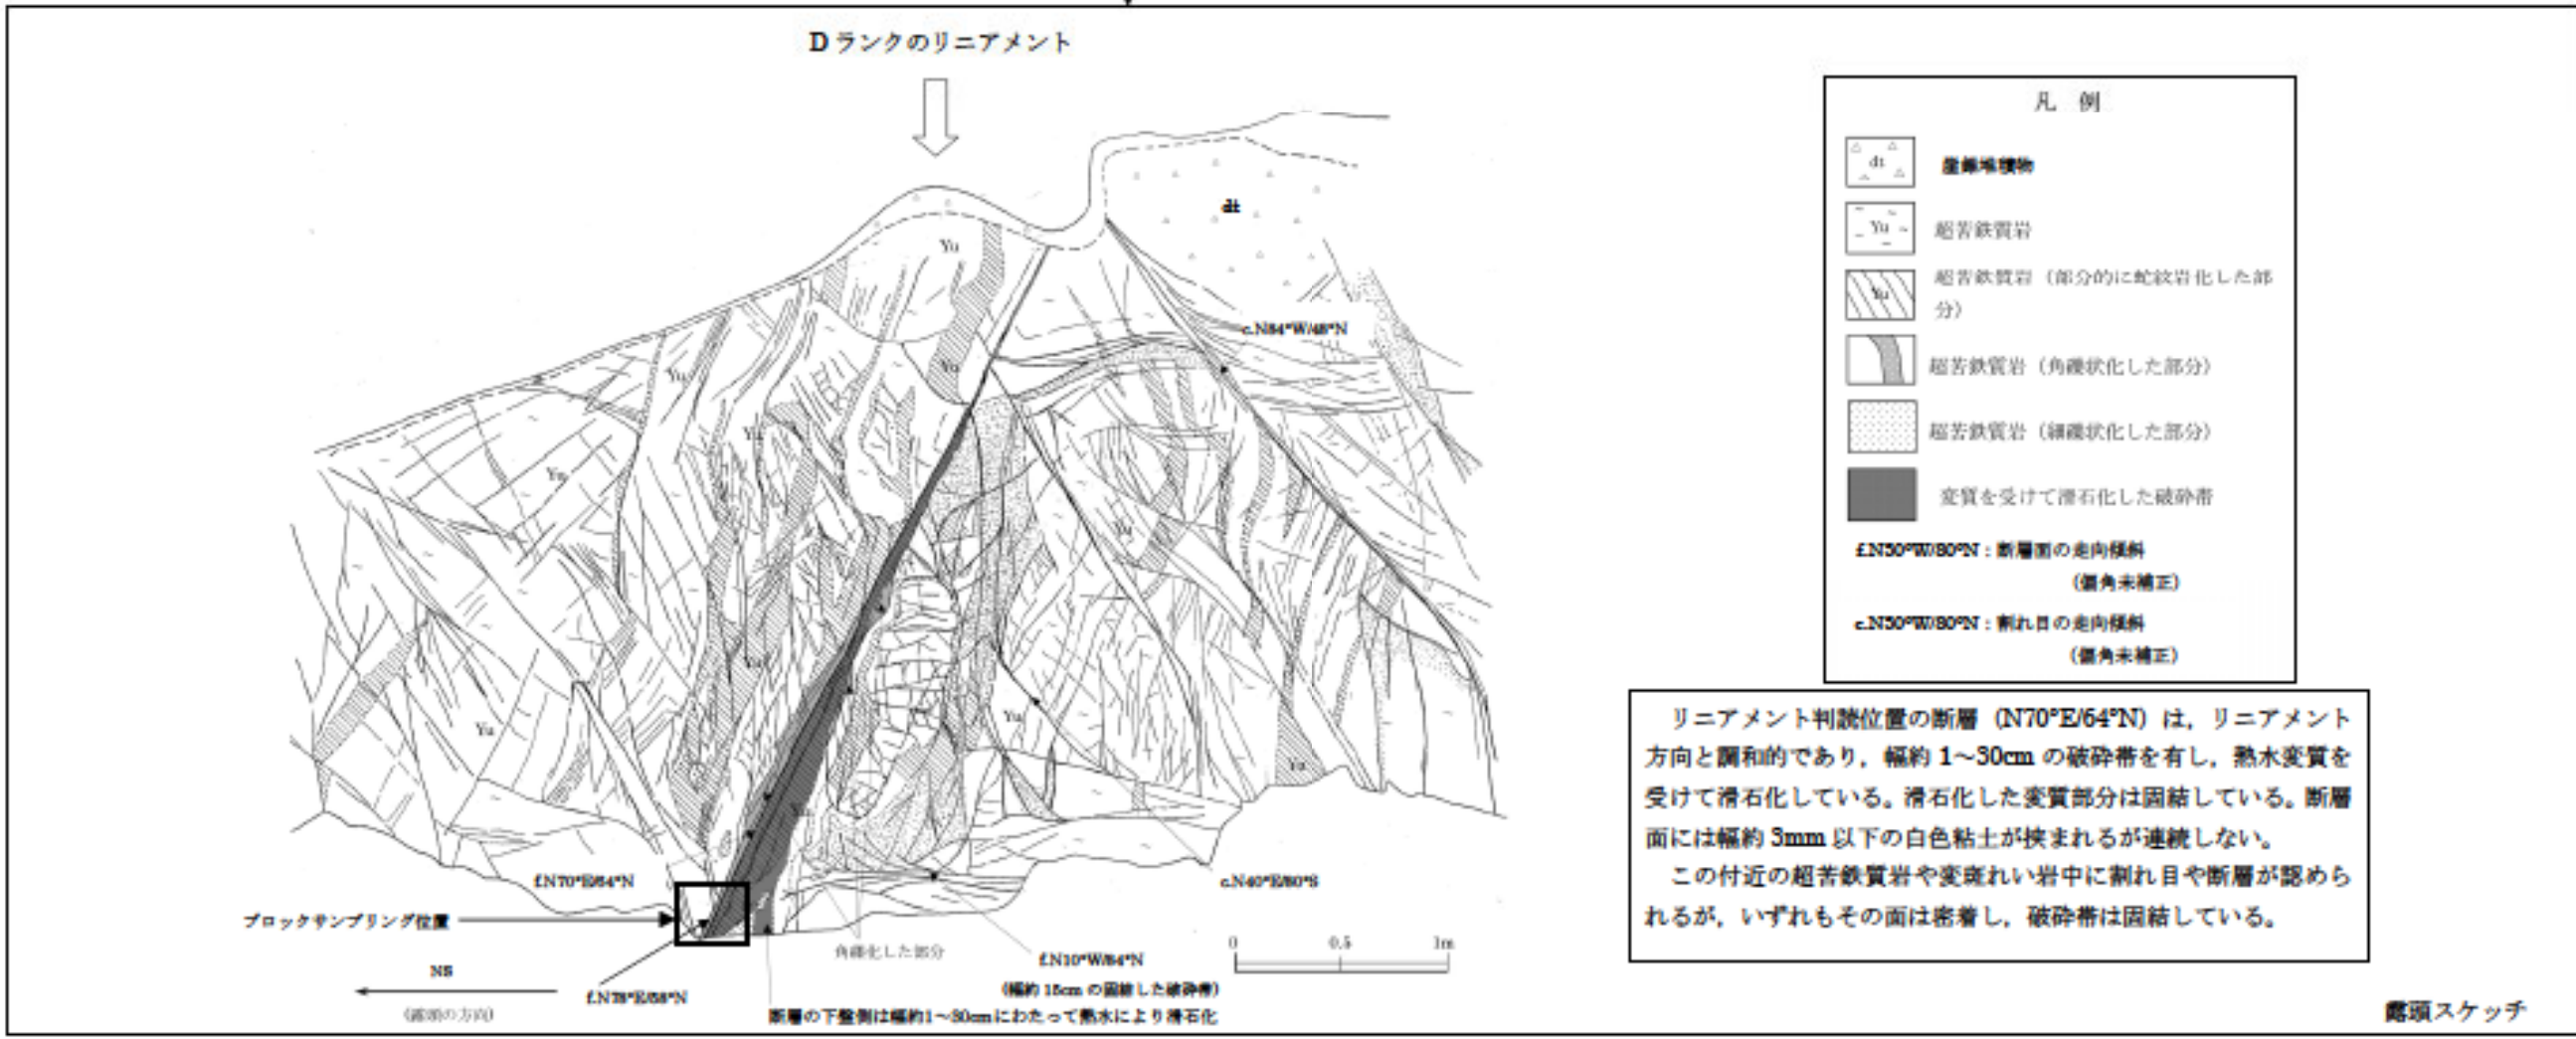 Dランクのリニアメント
dt
Yu
Yu
Yu
Yu
Yu
Yu
Yu
Yu
Yu
c.N84°W/48°N
c.N40°E/80°S
f.N70°E/64°N
ブロックサンプリング位置
NS
(露頭の方向)
f.N78°E/58°N
角礫化した部分
f.N10°W/84°N
(幅約15cmの固結した破砕帯)
断層の下盤側は幅約1～30cmにわたって熱水により滑石化
0 0.5 1m
凡 例
dt 崖錐堆積物
Yu 超苦鉄質岩
Yu 超苦鉄質岩（部分的に蛇紋岩化した部
分）
超苦鉄質岩（角礫状化した部分）
超苦鉄質岩（細礫状化した部分）
変質を受けて滑石化した破砕帯
f.N50°W/80°N：断層面の走向傾斜
（偏角未補正）
c.N50°W/80°N：割れ目の走向傾斜
（偏角未補正）
リニアメント判読位置の断層（N70°E/64°N）は，リニアメント
方向と調和的であり，幅約1～30cmの破砕帯を有し，熱水変質を
受けて滑石化している。滑石化した変質部分は固結している。断層
面には幅約3mm以下の白色粘土が挟まれるが連続しない。
この付近の超苦鉄質岩や変斑れい岩中に割れ目や断層が認めら
れるが，いずれもその面は密着し，破砕帯は固結している。
露頭スケッチ